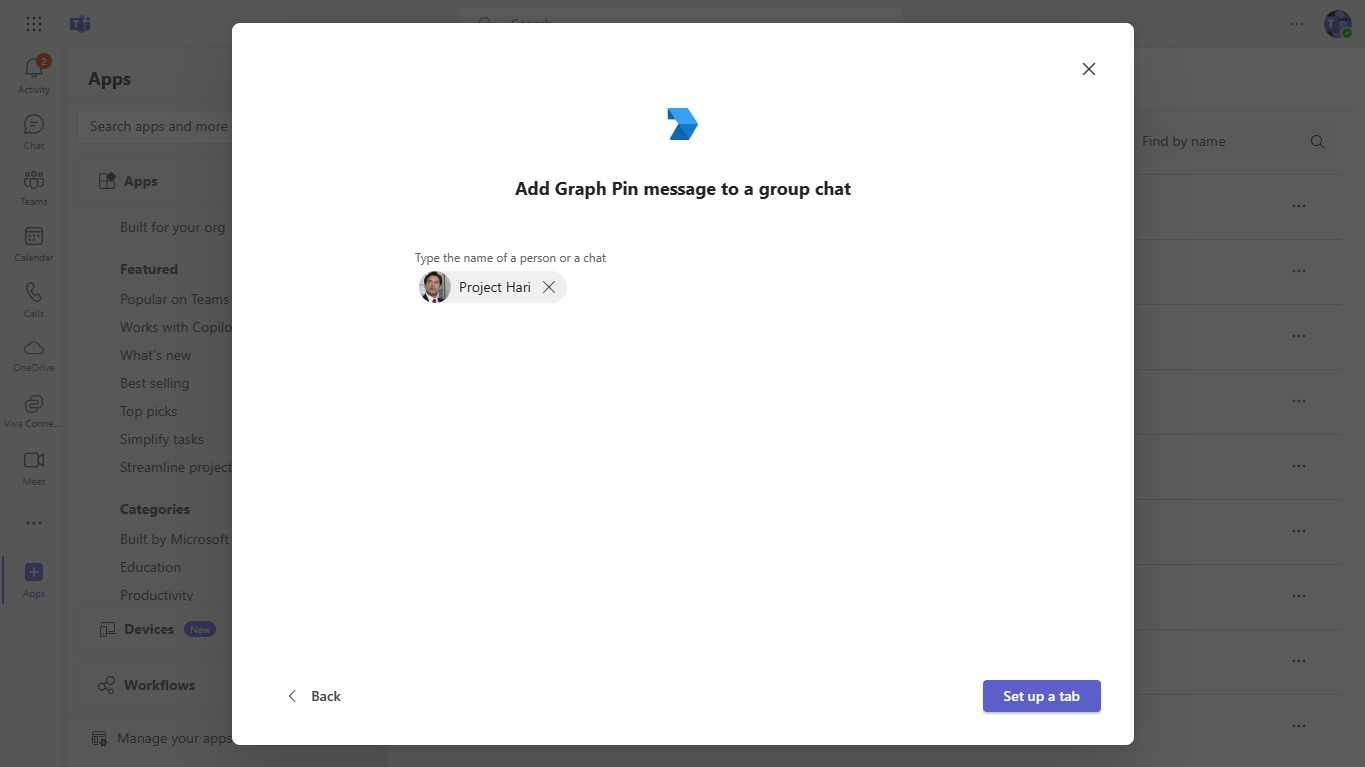 Search
2
Activity
Chat
Teams
Calendar
Calls
OneDrive
Viva Conne...
Meet
Apps
Apps
Search apps and more
Apps
Built for your org
Featured
Popular on Teams
Works with Copilo
What's new
Best selling
Top picks
Simplify tasks
Streamline project
Categories
Built by Microsoft
Education
Productivity
Devices New
Workflows
Manage your apps
Add Graph Pin message to a group chat
Type the name of a person or a chat
Project Hari
Back
Set up a tab
Find by name